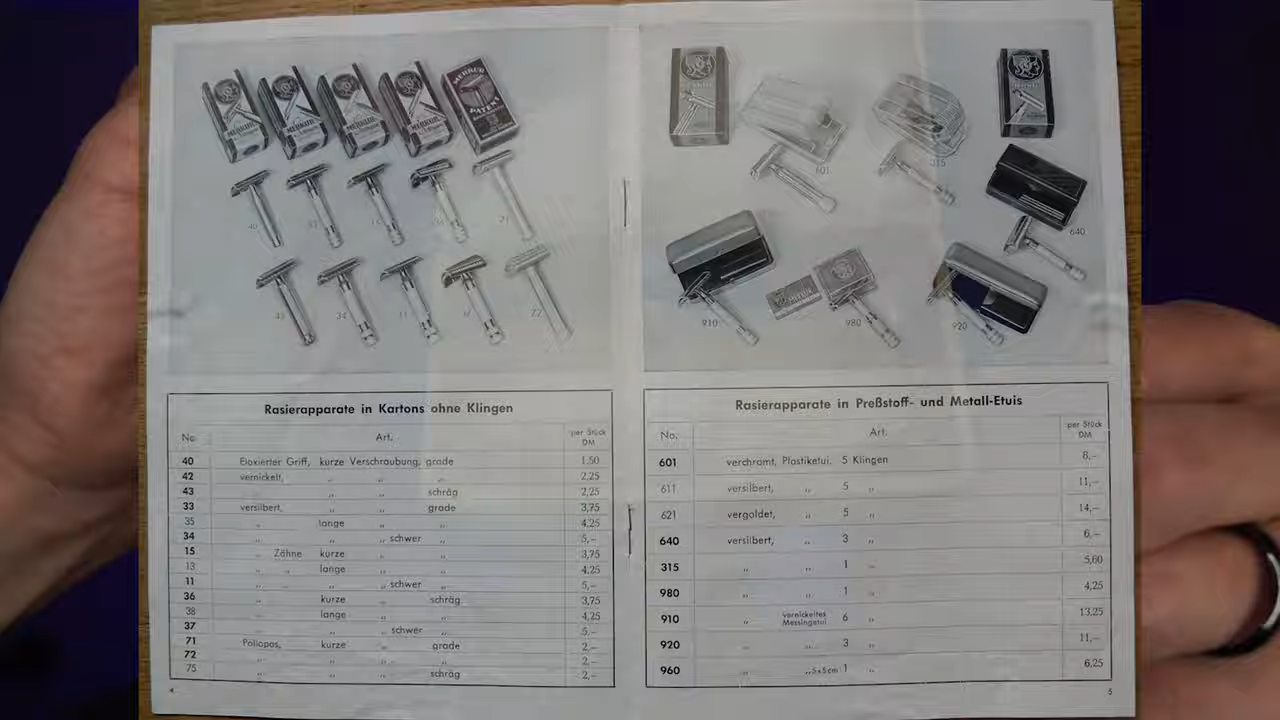 MERKUR
MERKUR
MERKUR
MERKUR
MERKUR
PATENT
40
71
43
34
11
72
601
315
640
910
MERKUR
980
920
Rasierapparate in Kartons ohne Klingen
No. Art. per Stück DM
40 Eloxierter Griff, kurze Verschraubung, grade 1.50
42 vernickelt, „ „ „ 2,25
43 „ „ „ schräg 2,25
33 versilbert, „ „ grade 3,75
35 „ lange „ „ 4,25
34 „ „ „ schwer „ 5,–
15 „ Zähne kurze „ „ 3,75
13 „ „ lange „ „ 4,25
11 „ „ „ schwer „ 5,–
36 „ kurze „ schräg 3,75
38 „ lange „ „ 4,25
37 „ „ „ schwer „ 5,–
71 Poliopas, kurze „ grade 2,–
72 „ „ „ „ 2,–
75 „ „ „ schräg 2,–
4
Rasierapparate in Preßstoff- und Metall-Etuis
No. Art. per Stück DM
601 verchromt, Plastiketui, 5 Klingen 8,–
611 versilbert, „ 5 „ 11,–
621 vergoldet, „ 5 „ 14,–
640 versilbert, „ 3 „ 6,–
315 „ „ 1 „ 5,60
980 „ „ 1 „ 4,25
910 „ vernickeltes Messingetui 6 „ 13.25
920 „ „ 3 „ 11,–
960 „ „ 5x5cm 1 „ 6,25
5